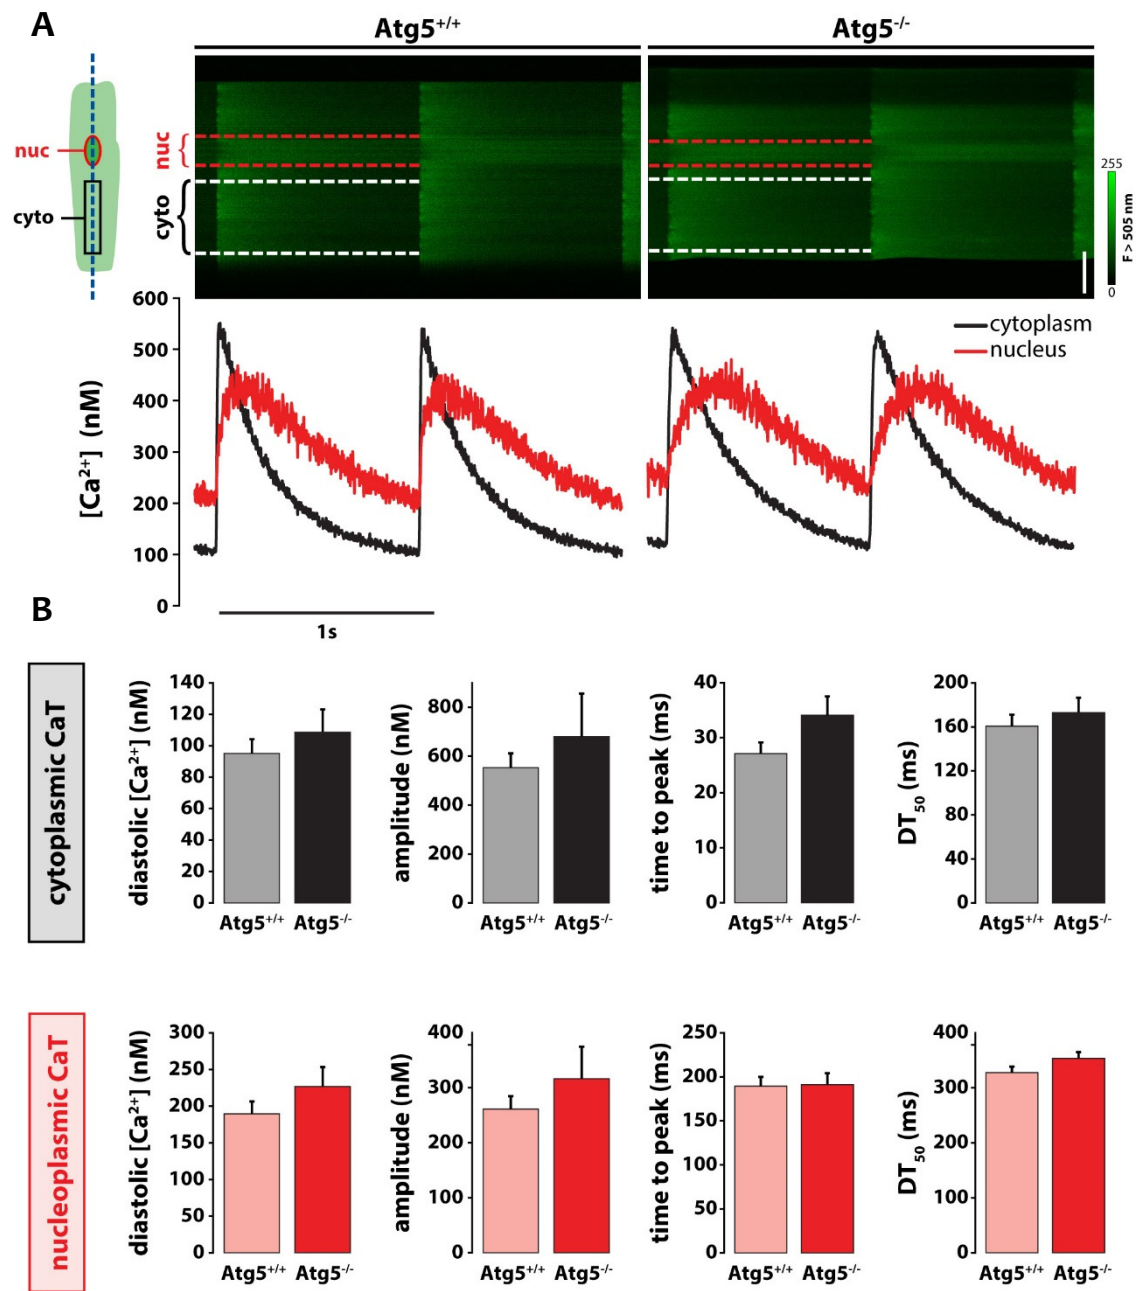 A
Atg5+/+
Atg5-/-
nuc
cyto
nuc
cyto
255
0
F > 505 nm
[Ca2+] (nM)
600
500
400
300
200
100
0
cytoplasm
nucleus
1s
B
cytoplasmic CaT
diastolic [Ca2+] (nM)
140
120
100
80
60
40
20
0
Atg5+/+ Atg5-/-
amplitude (nM)
800
600
400
200
0
Atg5+/+ Atg5-/-
time to peak (ms)
40
30
20
10
0
Atg5+/+ Atg5-/-
DT50 (ms)
200
160
120
80
40
0
Atg5+/+ Atg5-/-
nucleoplasmic CaT
diastolic [Ca2+] (nM)
300
250
200
150
100
50
0
Atg5+/+ Atg5-/-
amplitude (nM)
400
300
200
100
0
Atg5+/+ Atg5-/-
time to peak (ms)
250
200
150
100
50
0
Atg5+/+ Atg5-/-
DT50 (ms)
400
300
200
100
0
Atg5+/+ Atg5-/-